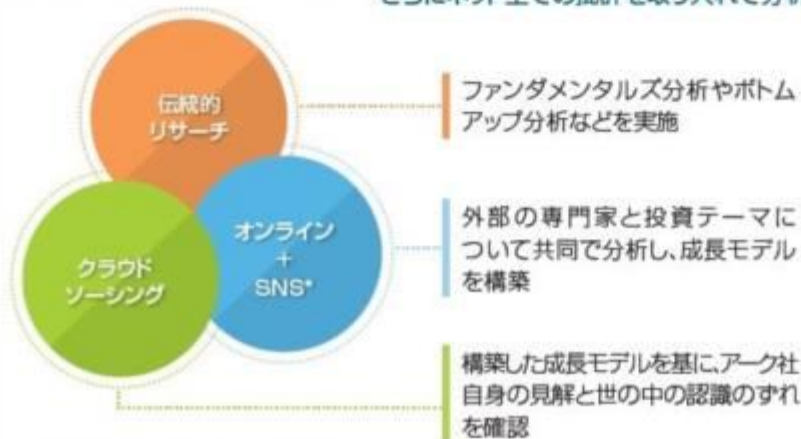 伝統的
リサーチ
オンライン
+
SNS*
クラウド
ソーシング
ファンダメンタルズ分析やボトム
アップ分析などを実施
外部の専門家と投資テーマに
ついて共同で分析し、成長モデル
を構築
構築した成長モデルを基に、アーク社
自身の見解と世の中の認識のずれ
を確認